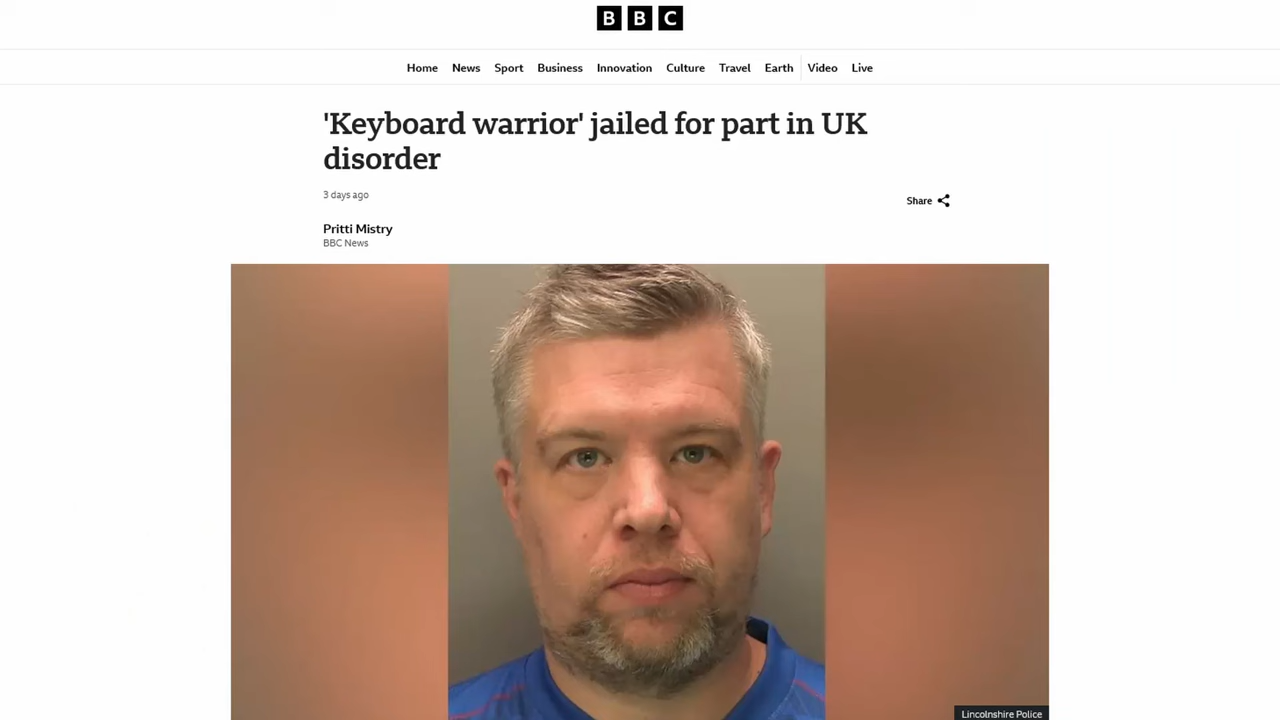 BBC
Home News Sport Business Innovation Culture Travel Earth Video Live
'Keyboard warrior' jailed for part in UK
disorder
3 days ago
Share
Pritti Mistry
BBC News
Lincolnshire Police